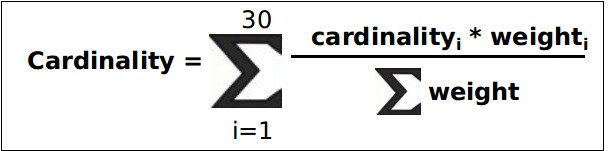 30
Cardinality = ∑ cardinalityᵢ * weightᵢ
∑ weight
i=1